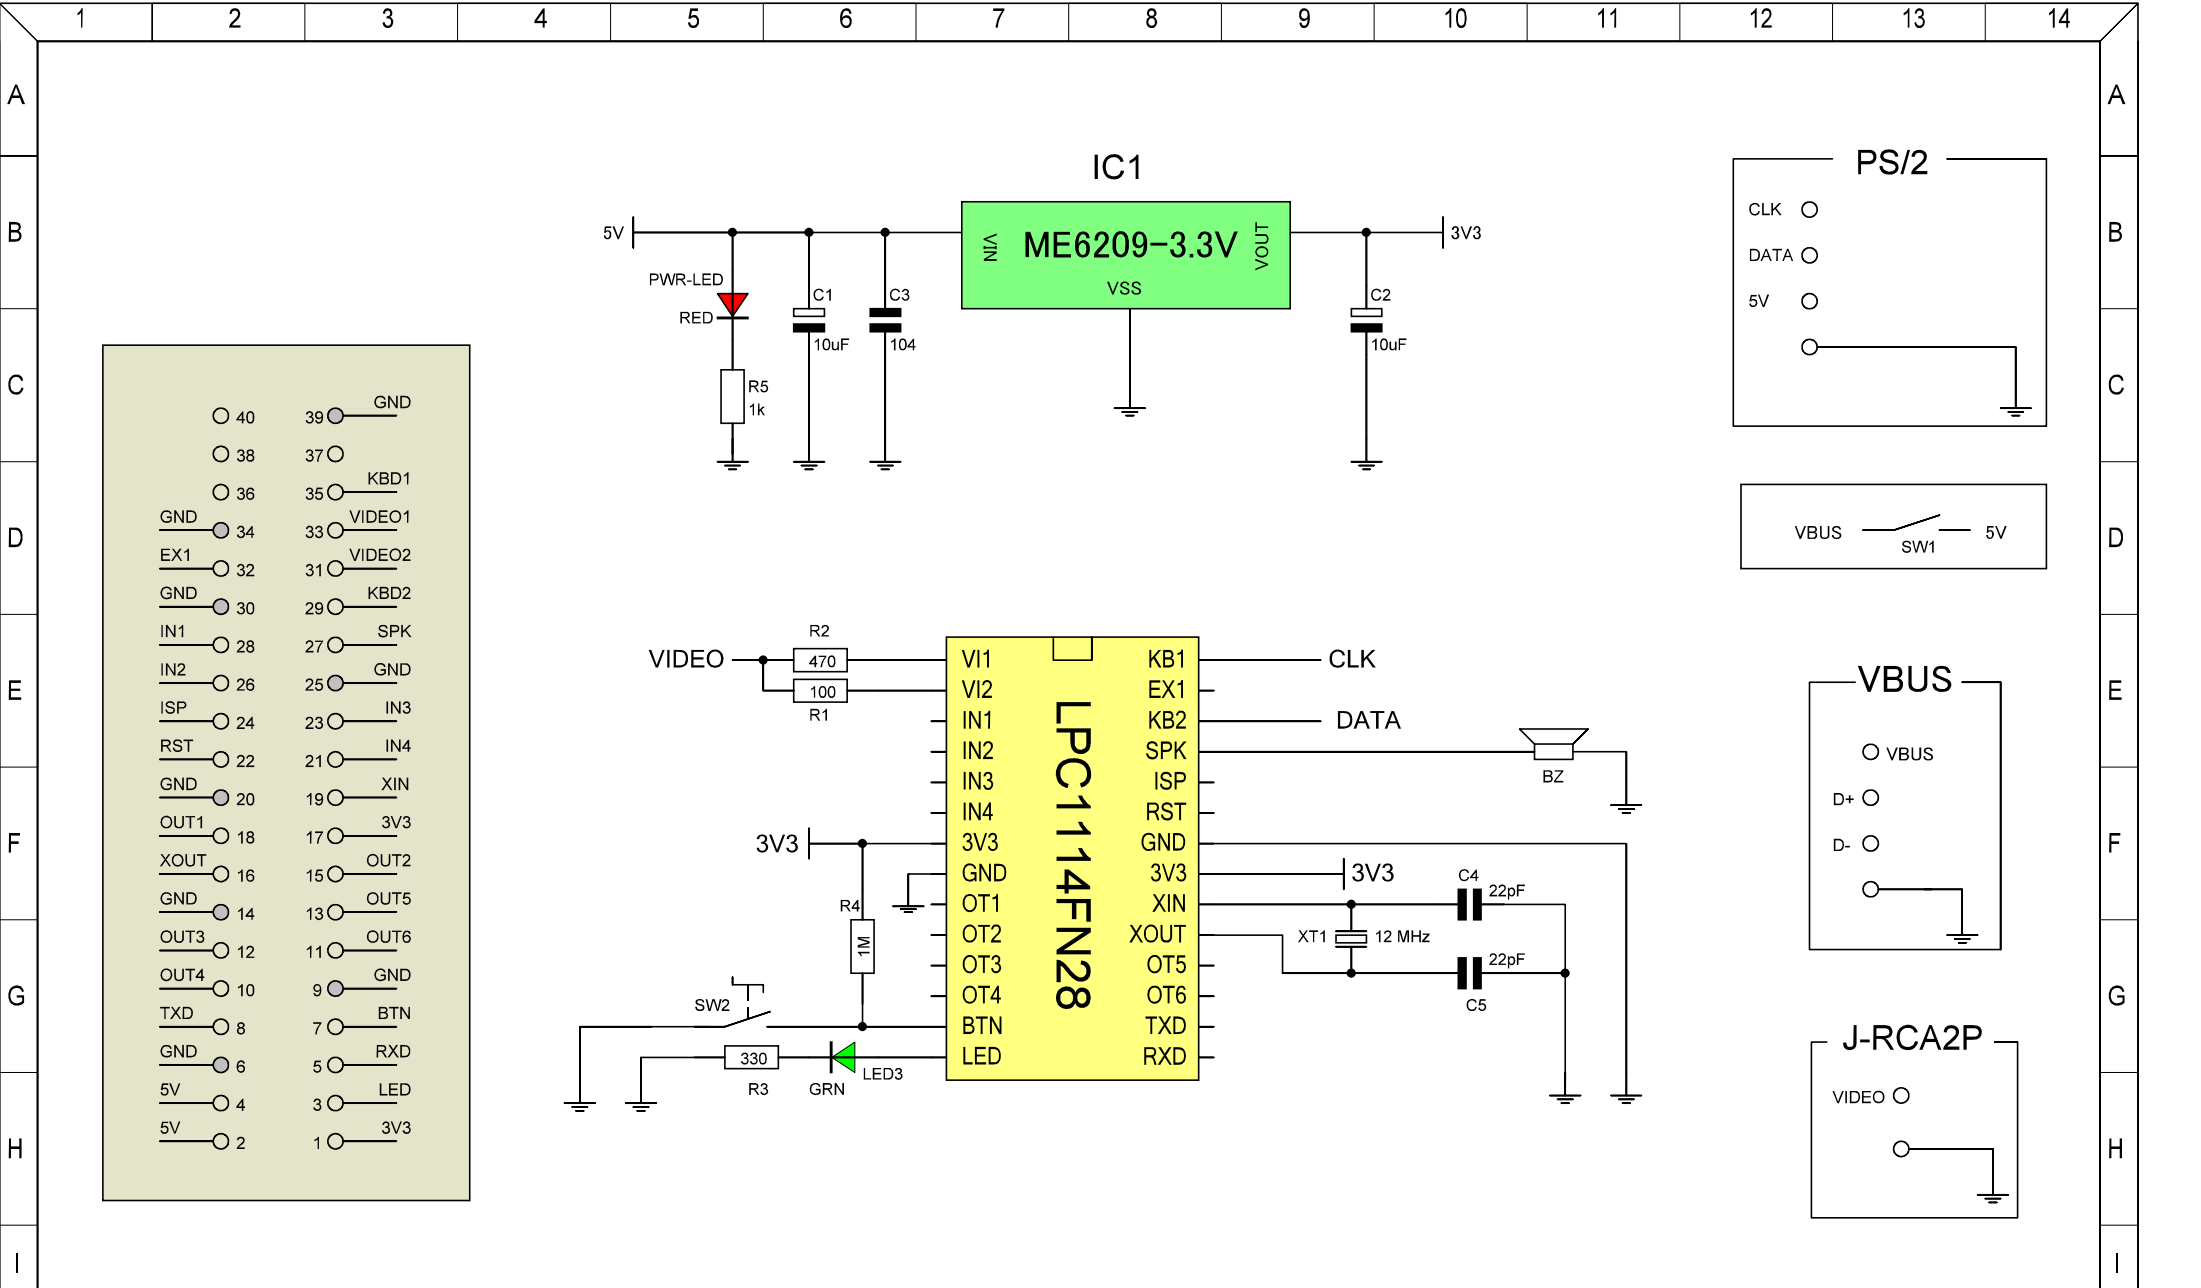 1 2 3 4 5 6 7 8 9 10 11 12 13 14
A A
B B
C C
D D
E E
F F
G G
H H
I I
40 39 GND
38 37
36 35 KBD1
GND 34 33 VIDEO1
EX1 32 31 VIDEO2
GND 30 29 KBD2
IN1 28 27 SPK
IN2 26 25 GND
ISP 24 23 IN3
RST 22 21 IN4
GND 20 19 XIN
OUT1 18 17 3V3
XOUT 16 15 OUT2
GND 14 13 OUT5
OUT3 12 11 OUT6
OUT4 10 9 GND
TXD 8 7 BTN
GND 6 5 RXD
5V 4 3 LED
5V 2 1 3V3
IC1
5V
VIN
ME6209-3.3V
VOUT
VSS
3V3
PWR-LED
RED
R5
1k
C1
10uF
C3
104
C2
10uF
VIDEO
R2
470
100
R1
3V3
R4
1M
SW2
330
R3
GRN
LED3
LPC1114FN28
VI1 KB1
VI2 EX1
IN1 KB2
IN2 SPK
IN3 ISP
IN4 RST
3V3 GND
GND 3V3
OT1 XIN
OT2 XOUT
OT3 OT5
OT4 OT6
BTN TXD
LED RXD
CLK
DATA
BZ
3V3
C4
22pF
XT1
12 MHz
22pF
C5
PS/2
CLK
DATA
5V
VBUS
SW1
5V
VBUS
VBUS
D+
D-
J-RCA2P
VIDEO